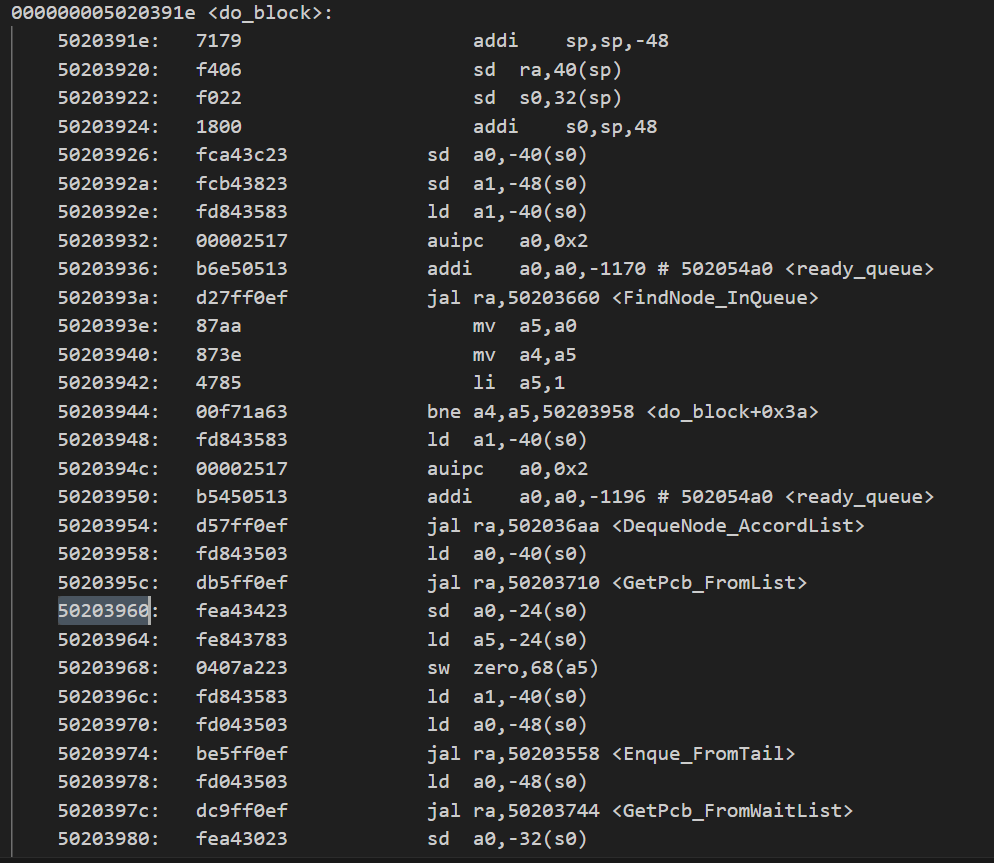 000000005020391e <do_block>:
5020391e: 7179 addi sp,sp,-48
50203920: f406 sd ra,40(sp)
50203922: f022 sd s0,32(sp)
50203924: 1800 addi s0,sp,48
50203926: fca43c23 sd a0,-40(s0)
5020392a: fcb43823 sd a1,-48(s0)
5020392e: fd843583 ld a1,-40(s0)
50203932: 00002517 auipc a0,0x2
50203936: b6e50513 addi a0,a0,-1170 # 502054a0 <ready_queue>
5020393a: d27ff0ef jal ra,50203660 <FindNode_InQueue>
5020393e: 87aa mv a5,a0
50203940: 873e mv a4,a5
50203942: 4785 li a5,1
50203944: 00f71a63 bne a4,a5,50203958 <do_block+0x3a>
50203948: fd843583 ld a1,-40(s0)
5020394c: 00002517 auipc a0,0x2
50203950: b5450513 addi a0,a0,-1196 # 502054a0 <ready_queue>
50203954: d57ff0ef jal ra,502036aa <DequeNode_AccordList>
50203958: fd843503 ld a0,-40(s0)
5020395c: db5ff0ef jal ra,50203710 <GetPcb_FromList>
50203960: fea43423 sd a0,-24(s0)
50203964: fe843783 ld a5,-24(s0)
50203968: 0407a223 sw zero,68(a5)
5020396c: fd843583 ld a1,-40(s0)
50203970: fd043503 ld a0,-48(s0)
50203974: be5ff0ef jal ra,50203558 <Enque_FromTail>
50203978: fd043503 ld a0,-48(s0)
5020397c: dc9ff0ef jal ra,50203744 <GetPcb_FromWaitList>
50203980: fea43023 sd a0,-32(s0)